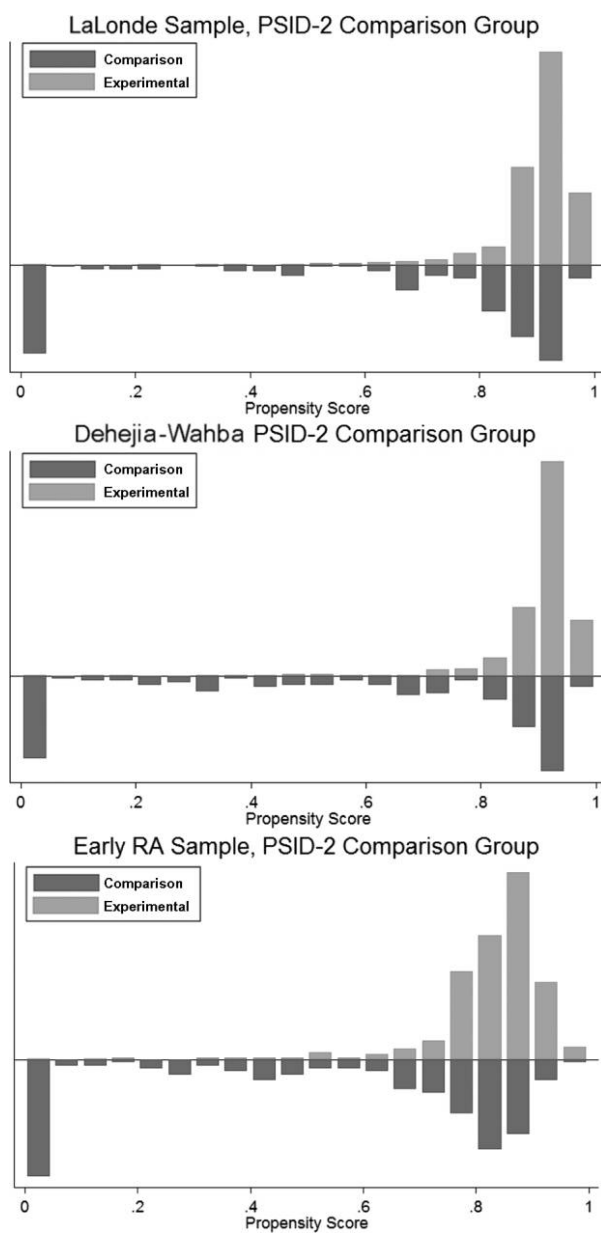 LaLonde Sample, PSID-2 Comparison Group
Comparison
Experimental
0 .2 .4 .6 .8 1
Propensity Score
Dehejia-Wahba PSID-2 Comparison Group
Comparison
Experimental
0 .2 .4 .6 .8 1
Propensity Score
Early RA Sample, PSID-2 Comparison Group
Comparison
Experimental
0 .2 .4 .6 .8 1
Propensity Score